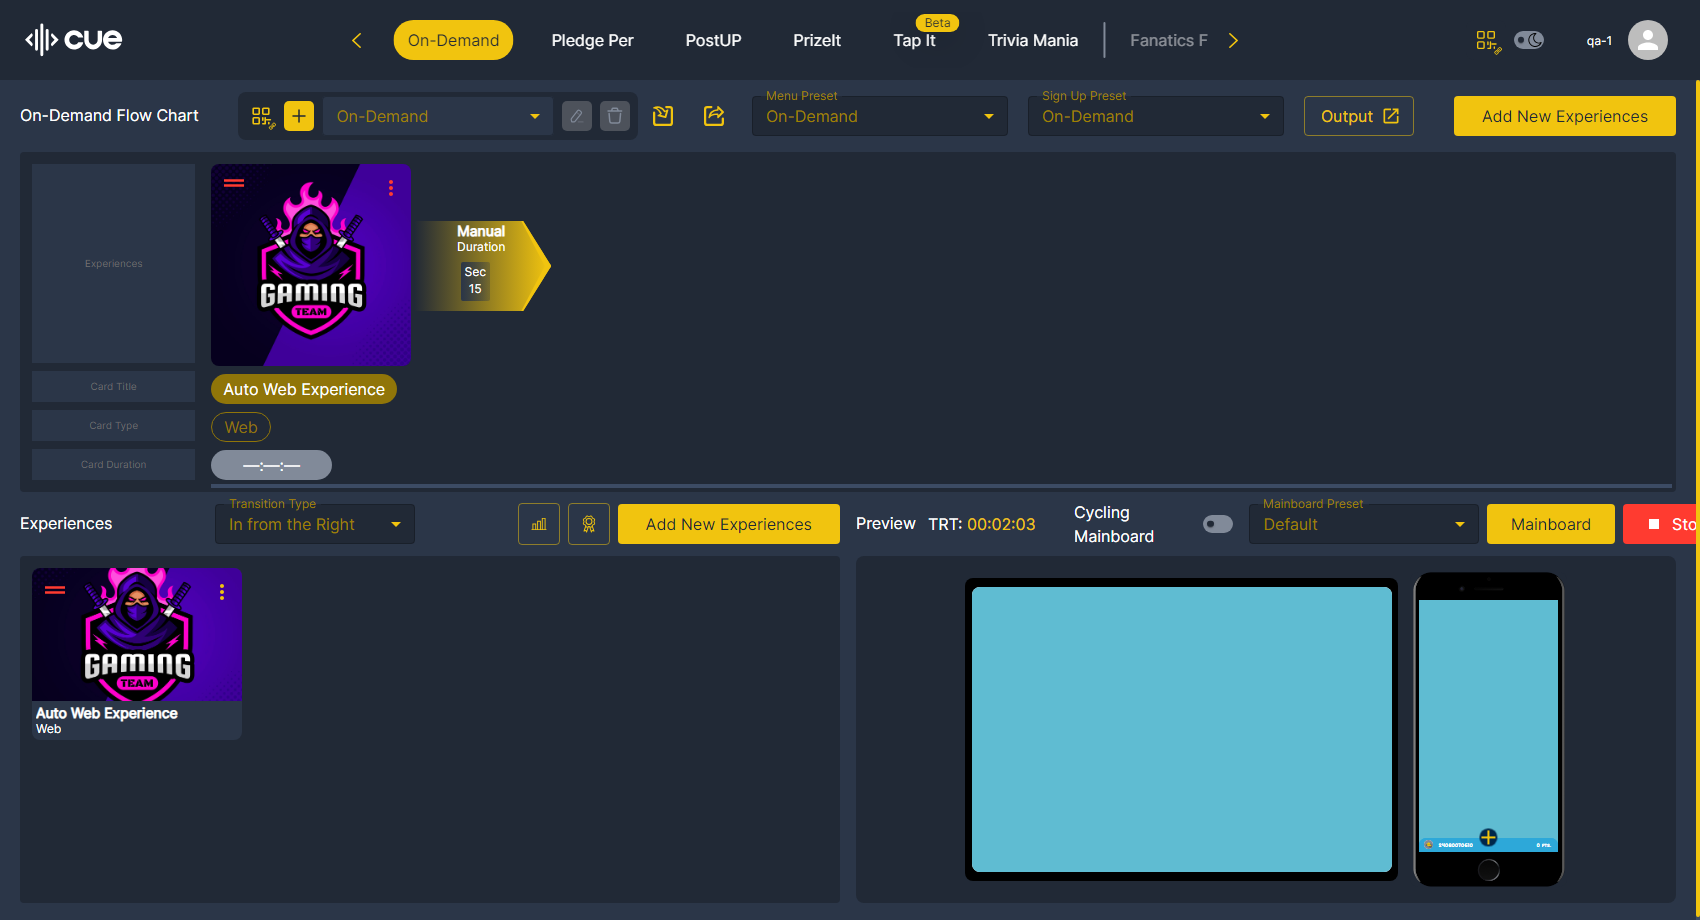 cue
On-Demand
Pledge Per
PostUP
PrizeIt
Beta
Tap It
Trivia Mania
Fanatics F
qa-1
On-Demand Flow Chart
On-Demand
Menu Preset
On-Demand
Sign Up Preset
On-Demand
Output
Add New Experiences
Experiences
GAMING
TEAM
Manual
Duration
Sec
15
Card Title
Auto Web Experience
Card Type
Web
Card Duration
—:—:—
Experiences
Transition Type
In from the Right
Add New Experiences
Preview
TRT: 00:02:03
Cycling
Mainboard
Mainboard Preset
Default
Mainboard
Sto
GAMING
TEAM
Auto Web Experience
Web
0 PTS.